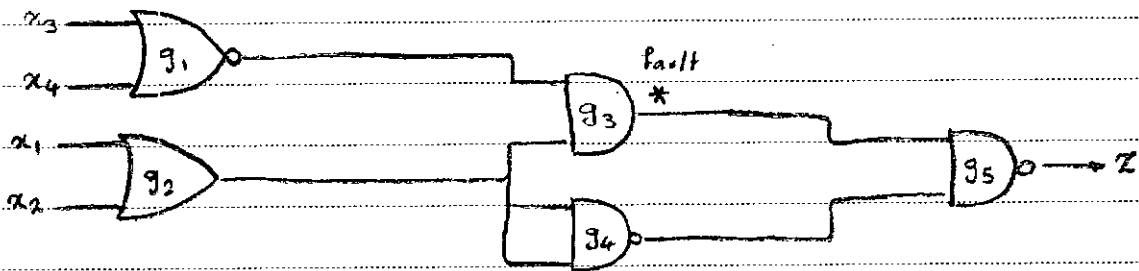 x₃
g₁
x₄
fault
*
g₃
x₁
g₂
g₅
Z
x₂
g₄